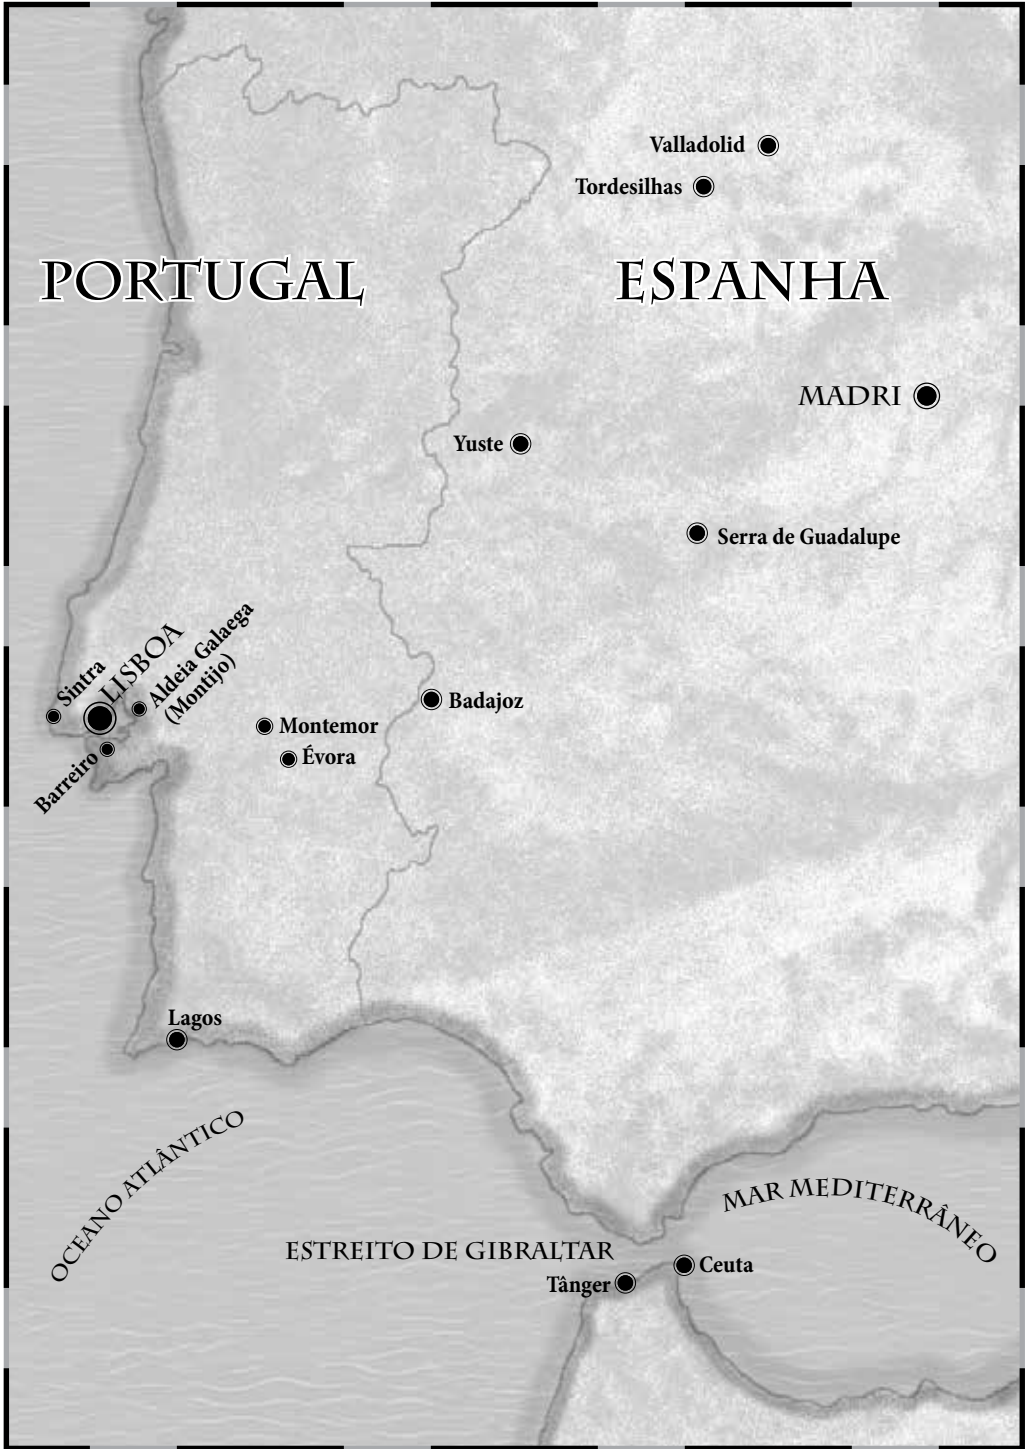 Valladolid
Tordesilhas
PORTUGAL
ESPANHA
MADRI
Yuste
Serra de Guadalupe
Sintra
LISBOA
Aldeia Galaega
(Montijo)
Badajoz
Montemor
Évora
Barreiro
Lagos
OCEANO ATLÂNTICO
MAR MEDITERRÂNEO
ESTREITO DE GIBRALTAR
Ceuta
Tânger